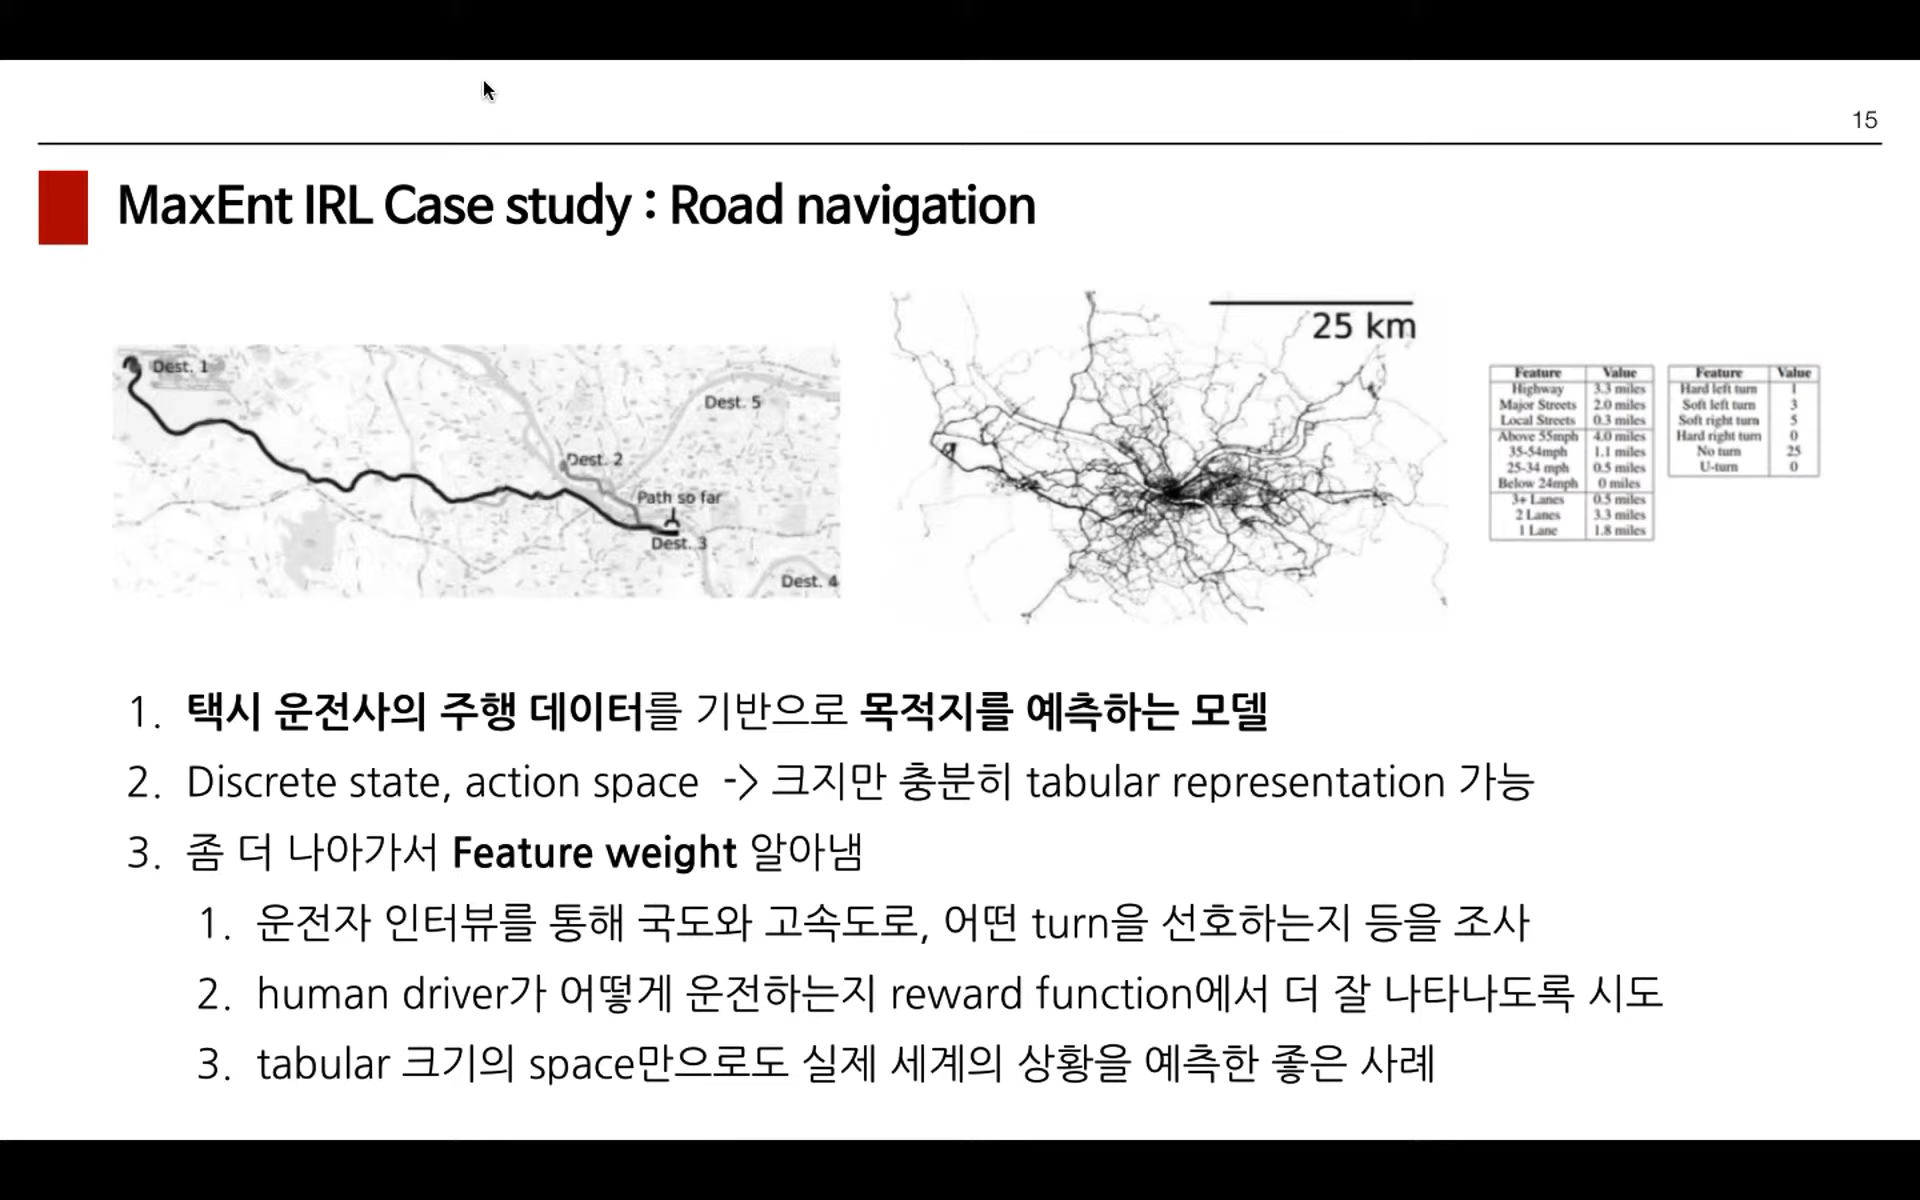 15
MaxEnt IRL Case study : Road navigation
Dest. 1
Dest. 5
Dest. 2
Path so far
Dest. 3
Dest. 4
25 km
Feature Value
Highway 3.3 miles
Major Streets 2.0 miles
Local Streets 0.3 miles
Above 55mph 4.0 miles
35-54mph 1.1 miles
25-34 mph 0.5 miles
Below 24mph 0 miles
3+ Lanes 0.5 miles
2 Lanes 3.3 miles
1 Lane 1.8 miles
Feature Value
Hard left turn 1
Soft left turn 3
Soft right turn 5
Hard right turn 0
No turn 25
U-turn 0
1. 택시 운전사의 주행 데이터를 기반으로 목적지를 예측하는 모델
2. Discrete state, action space -> 크지만 충분히 tabular representation 가능
3. 좀 더 나아가서 Feature weight 알아냄
1. 운전자 인터뷰를 통해 국도와 고속도로, 어떤 turn을 선호하는지 등을 조사
2. human driver가 어떻게 운전하는지 reward function에서 더 잘 나타나도록 시도
3. tabular 크기의 space만으로도 실제 세계의 상황을 예측한 좋은 사례